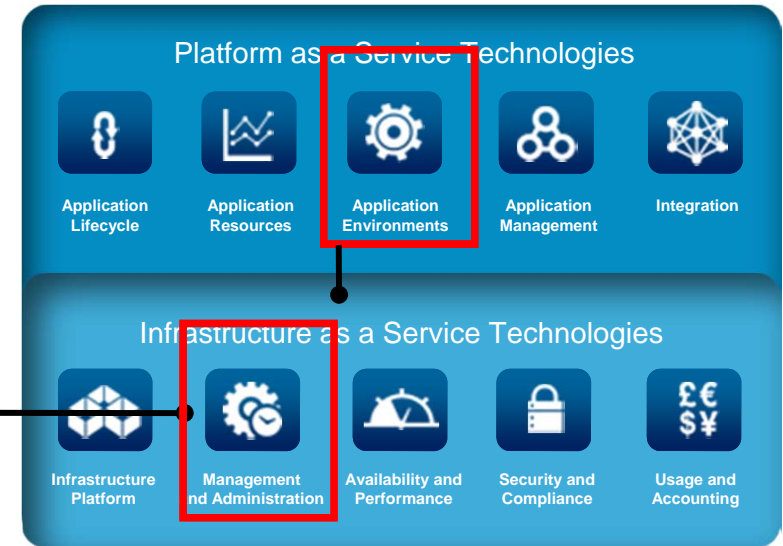 Platform as a Service Technologies
Application
Lifecycle
Application
Resources
Application
Environments
Application
Management
Integration
Infrastructure as a Service Technologies
Infrastructure
Platform
Management
and Administration
Availability and
Performance
Security and
Compliance
£€
$¥
Usage and
Accounting